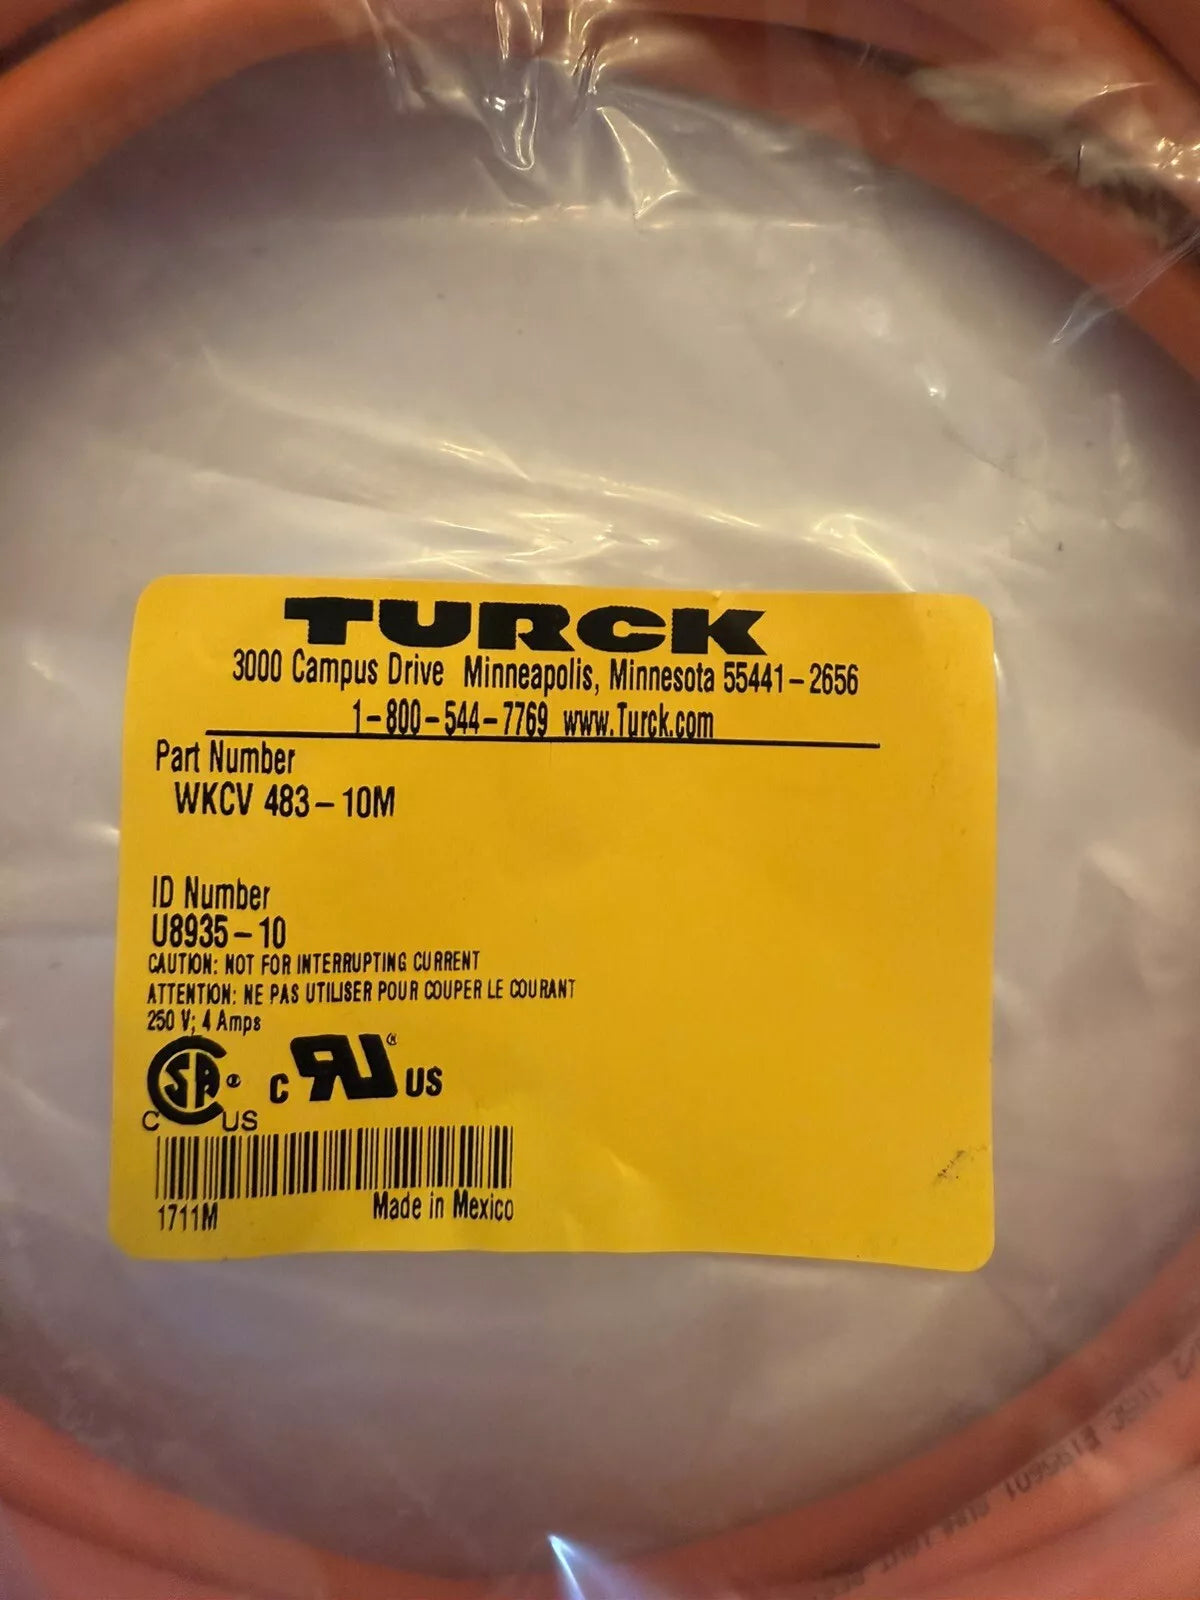 TURCK
3000 Campus Drive Minneapolis, Minnesota 55441-2656
1-800-544-7769 www.Turck.com
Part Number
WKCV 483-10M
ID Number
U8935-10
CAUTION: NOT FOR INTERRUPTING CURRENT
ATTENTION: NE PAS UTILISER POUR COUPER LE COURANT
250 V; 4 Amps
CSA ® C RU ® US
C US
1711M Made in Mexico